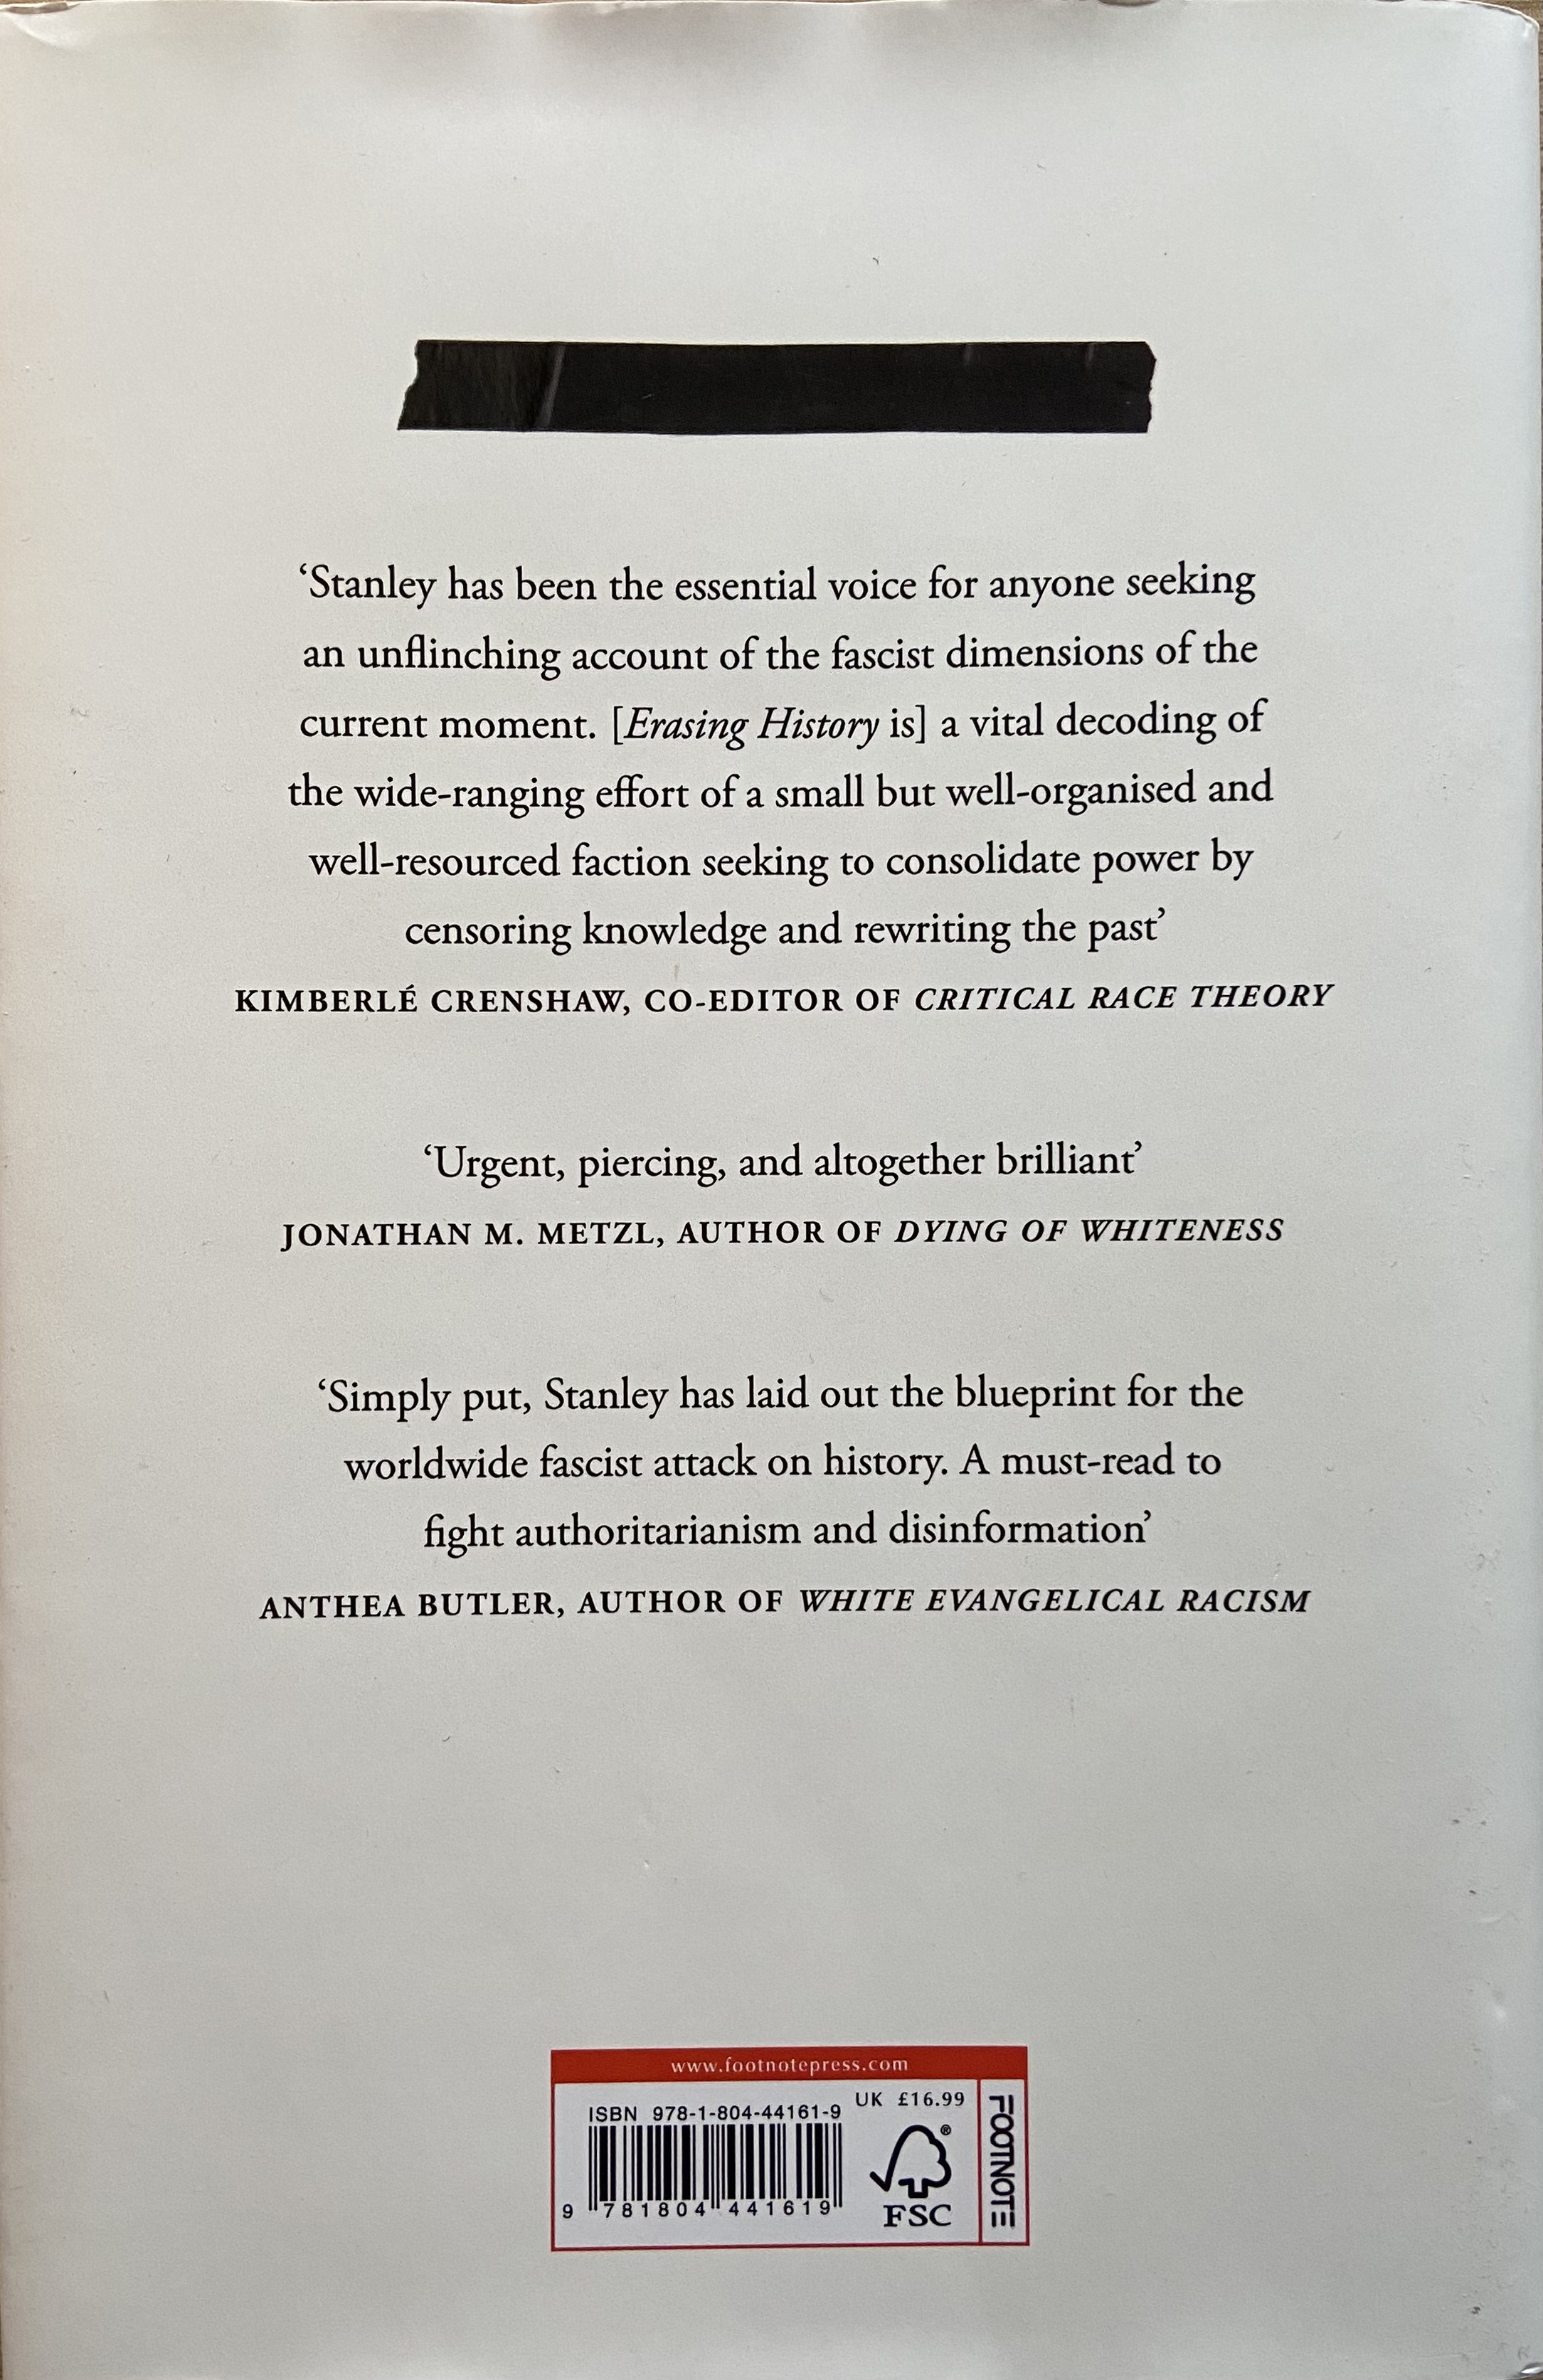 ‘Stanley has been the essential voice for anyone seeking
an unflinching account of the fascist dimensions of the
current moment. [Erasing History is] a vital decoding of
the wide-ranging effort of a small but well-organised and
well-resourced faction seeking to consolidate power by
censoring knowledge and rewriting the past’
KIMBERLÉ CRENSHAW, CO-EDITOR OF CRITICAL RACE THEORY
‘Urgent, piercing, and altogether brilliant’
JONATHAN M. METZL, AUTHOR OF DYING OF WHITENESS
‘Simply put, Stanley has laid out the blueprint for the
worldwide fascist attack on history. A must-read to
fight authoritarianism and disinformation’
ANTHEA BUTLER, AUTHOR OF WHITE EVANGELICAL RACISM
www.footnotepress.com
UK £16.99
ISBN 978-1-804-44161-9
9 781804 441619
® FSC
FOOTNOTE